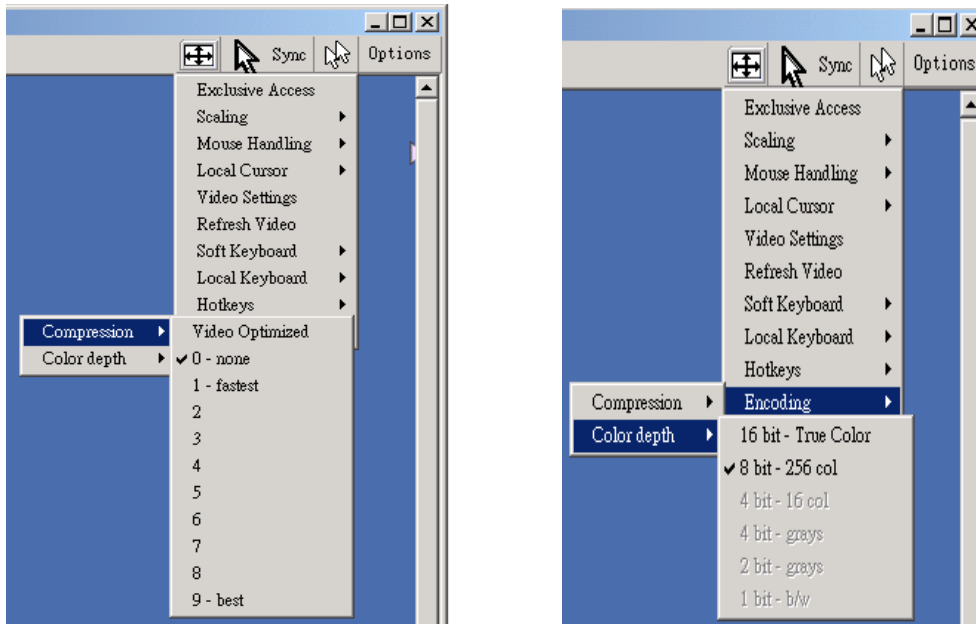 Sync Options
Exclusive Access
Scaling
Mouse Handling
Local Cursor
Video Settings
Refresh Video
Soft Keyboard
Local Keyboard
Hotkeys
Compression
Color depth
Video Optimized
0 - none
1 - fastest
2
3
4
5
6
7
8
9 - best
Sync Options
Exclusive Access
Scaling
Mouse Handling
Local Cursor
Video Settings
Refresh Video
Soft Keyboard
Local Keyboard
Hotkeys
Encoding
Compression
Color depth
16 bit - True Color
8 bit - 256 col
4 bit - 16 col
4 bit - grays
2 bit - grays
1 bit - b/w